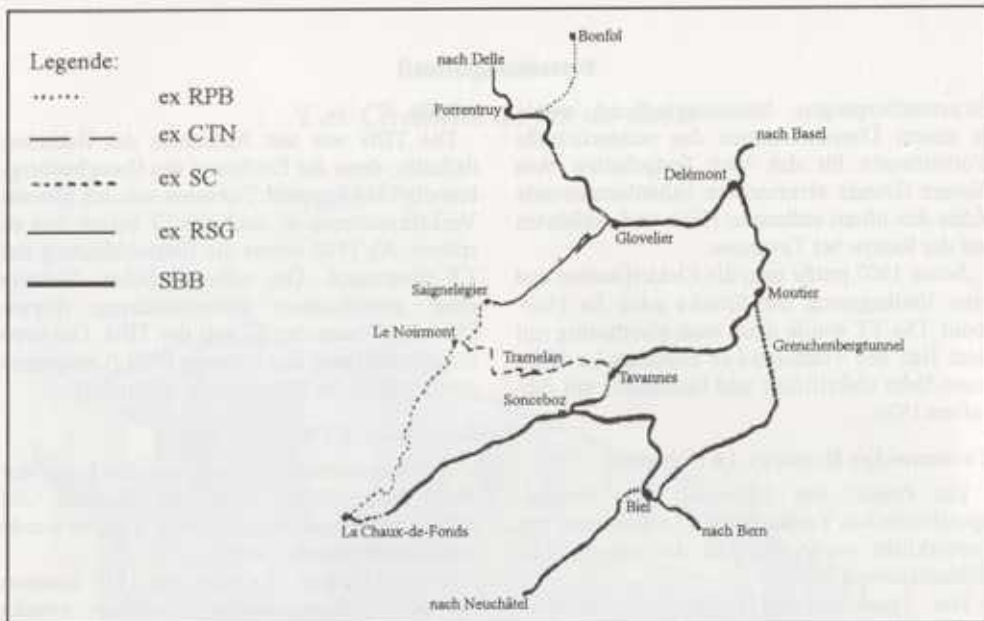 Legende:
ex RPB
ex CTN
ex SC
ex RSG
SBB
Bonfol
nach Delle
Porrentruy
nach Basel
Delémont
Glovelier
Saignelégier
Moutier
Le Noirmont
Grenchenbergtunnel
Tramelan
Tavannes
Sonceboz
Biel
La Chaux-de-Fonds
nach Bern
nach Neuchâtel